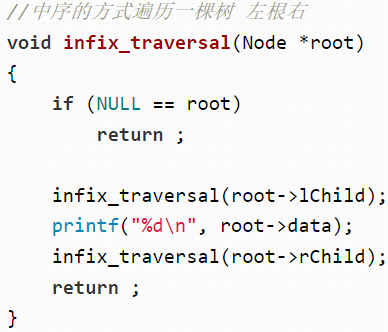 //中序的方式遍历一棵树 左根右
void infix_traversal(Node *root)
{
    if (NULL == root)
        return ;

    infix_traversal(root->lChild);
    printf("%d\n", root->data);
    infix_traversal(root->rChild);
    return ;
}